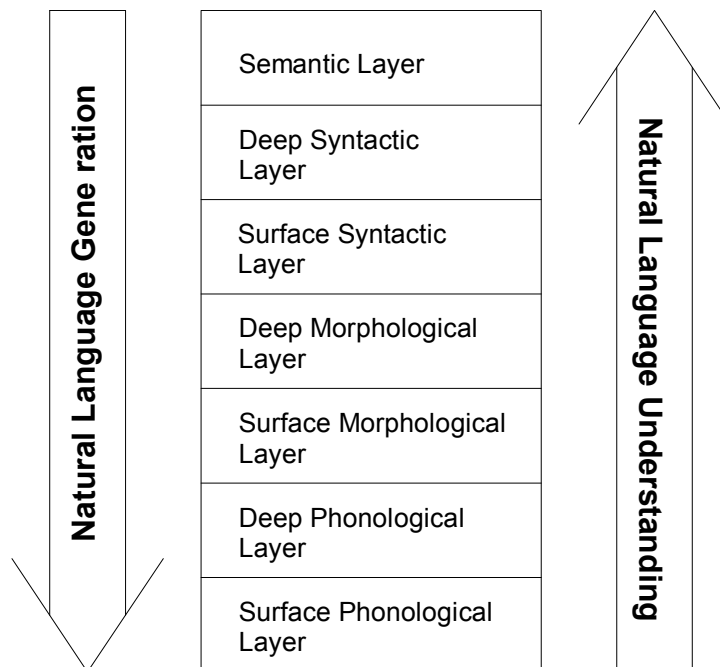 Natural Language Gene ration
Semantic Layer
Deep Syntactic
Layer
Surface Syntactic
Layer
Deep Morphological
Layer
Surface Morphological
Layer
Deep Phonological
Layer
Surface Phonological
Layer
Natural Language Understanding